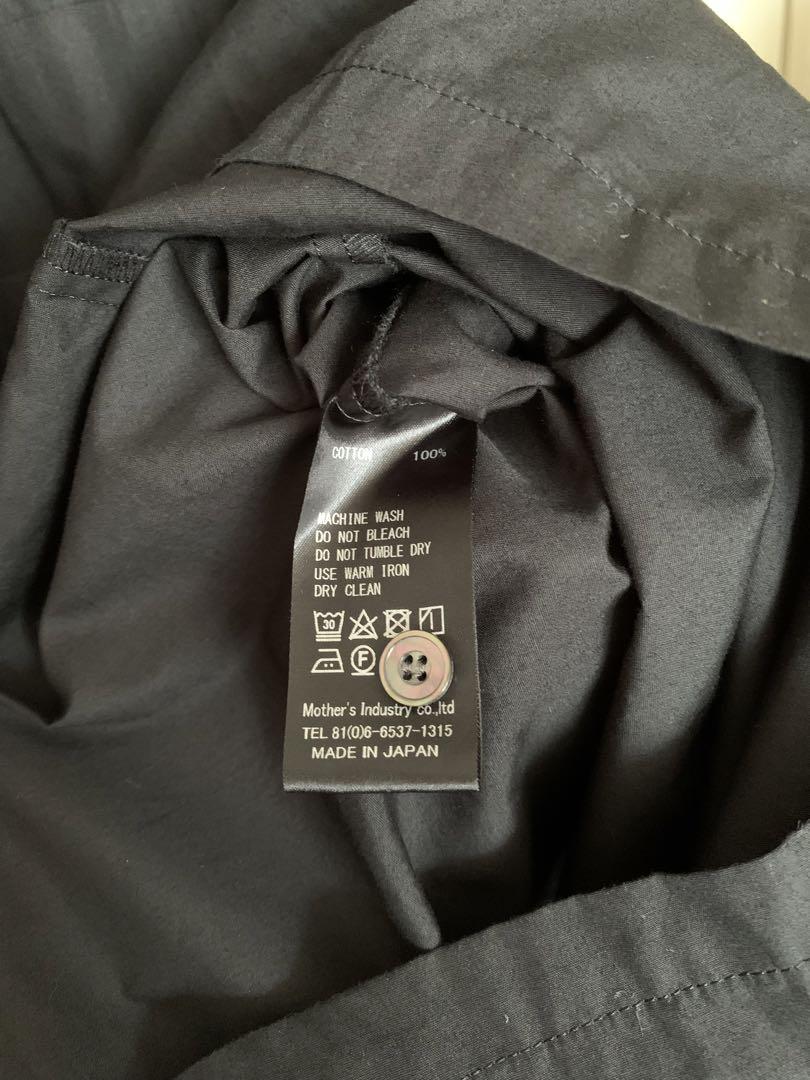 COTTON 100%
MACHINE WASH
DO NOT BLEACH
DO NOT TUMBLE DRY
USE WARM IRON
DRY CLEAN
30
F
Mother's Industry co.,ltd
TEL 81(0)6-6537-1315
MADE IN JAPAN